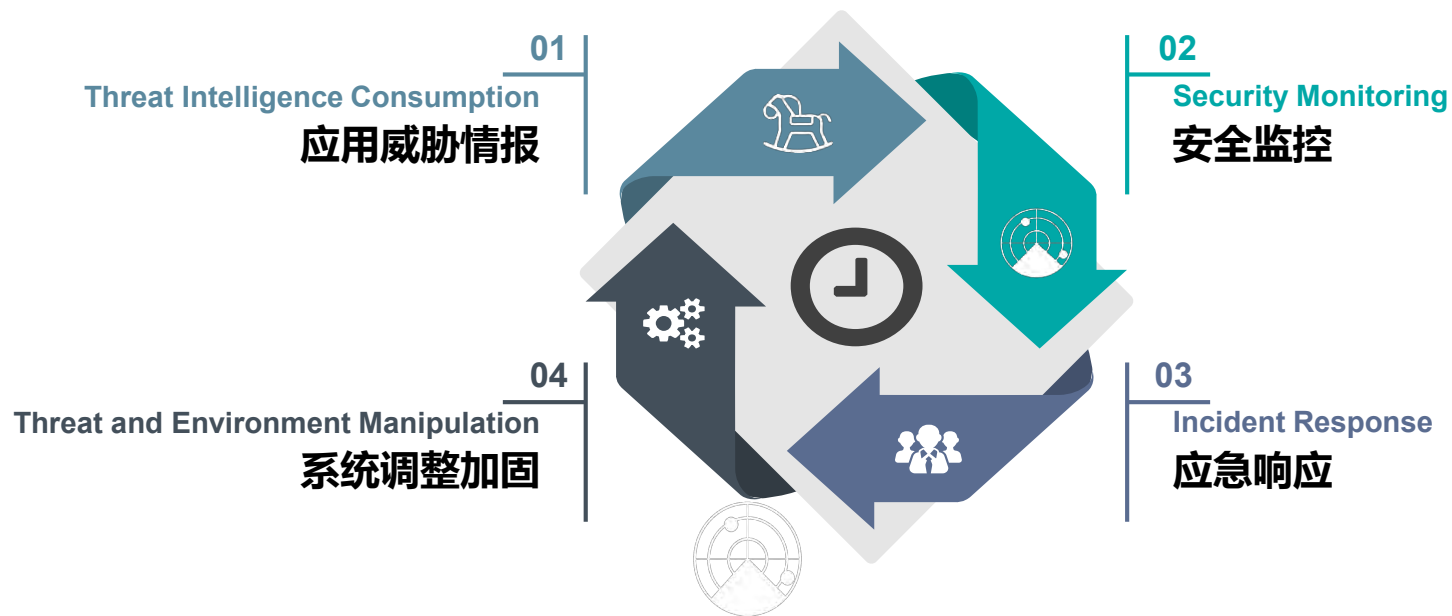 01
Threat Intelligence Consumption
应用威胁情报
02
Security Monitoring
安全监控
03
Incident Response
应急响应
04
Threat and Environment Manipulation
系统调整加固